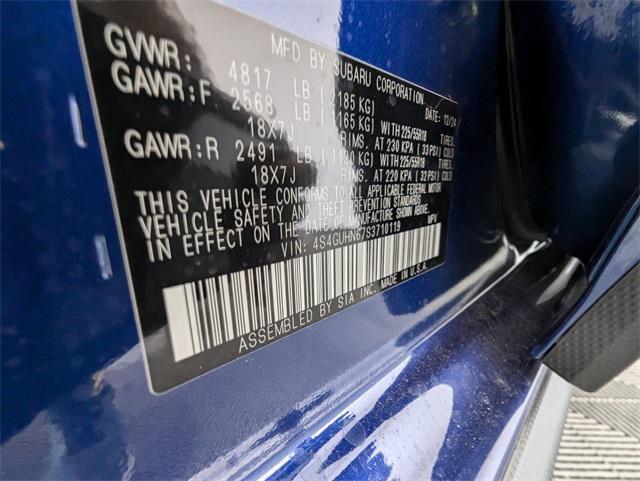 MFD BY SUBARU CORPORATION
DATE: 12/24
GVWR: 4817 LB (2185 KG)
GAWR:F 2568 LB (1165 KG) WITH 225/55R18 TIRES.
18X7J RIMS. AT 230 KPA (33 PSI) COLD
GAWR:R 2491 LB (1130 KG) WITH 225/55R18 TIRES.
18X7J RIMS. AT 220 KPA (32 PSI) COLD
THIS VEHICLE CONFORMS TO ALL APPLICABLE FEDERAL MOTOR
VEHICLE SAFETY AND THEFT PREVENTION STANDARDS
IN EFFECT ON THE DATE OF MANUFACTURE SHOWN ABOVE.
VIN: 4S4GUHN67S3710119
ASSEMBLED BY SIA INC. MADE IN U.S.A.